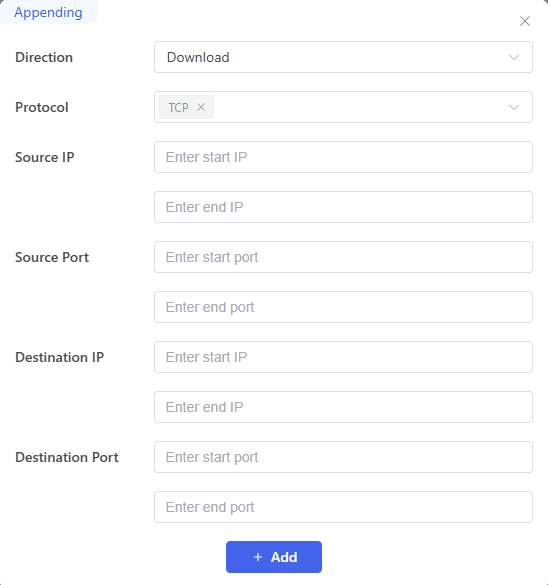 Appending
Direction
Download
Protocol
TCP
Source IP
Enter start IP
Enter end IP
Source Port
Enter start port
Enter end port
Destination IP
Enter start IP
Enter end IP
Destination Port
Enter start port
Enter end port
+ Add